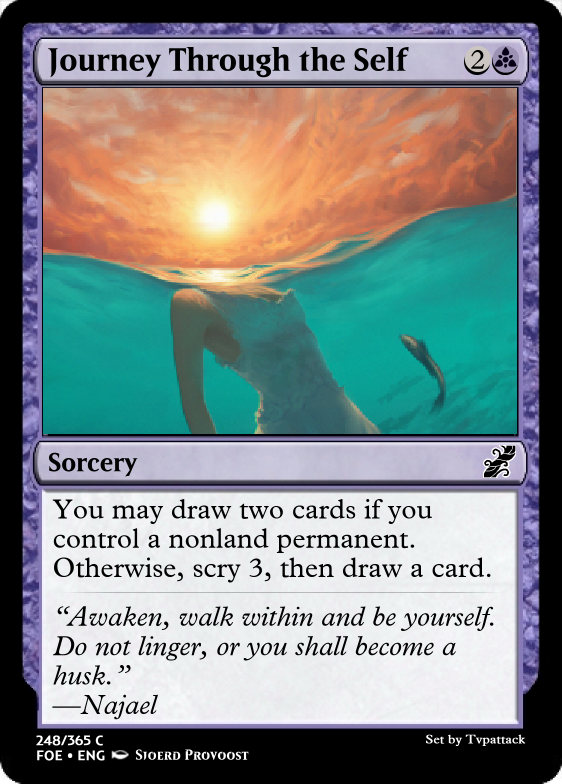 Journey Through the Self 2
Sorcery
You may draw two cards if you
control a nonland permanent.
Otherwise, scry 3, then draw a card.
“Awaken, walk within and be yourself.
Do not linger, or you shall become a
husk.”
—Najael
248/365 C
Set by Tvpattack
FOE • ENG Sjoerd Provoost